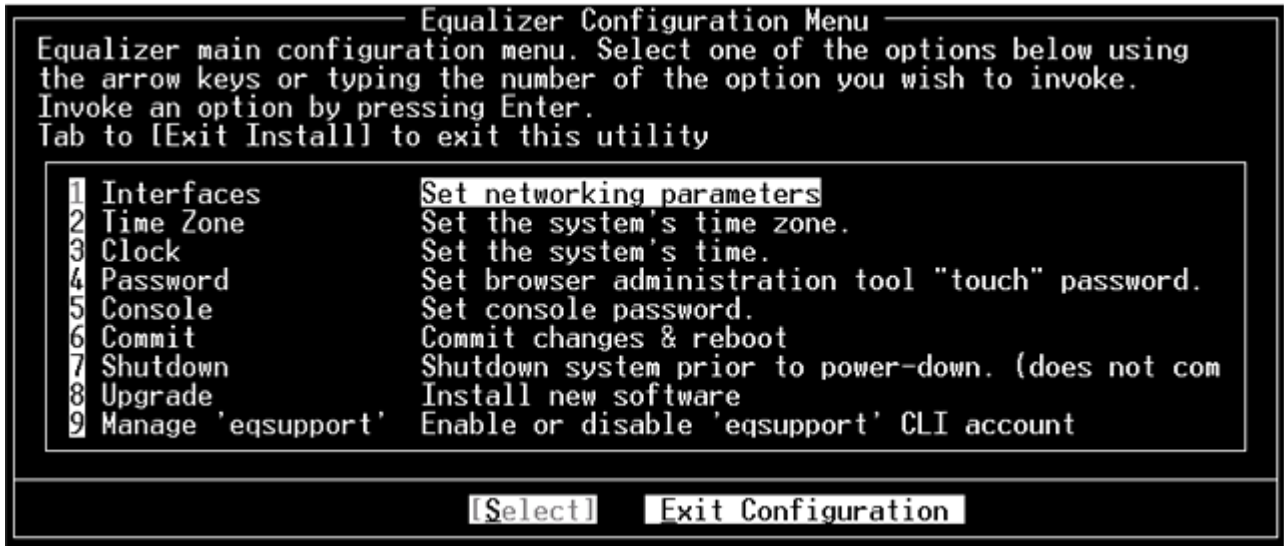 Equalizer Configuration Menu
Equalizer main configuration menu. Select one of the options below using
the arrow keys or typing the number of the option you wish to invoke.
Invoke an option by pressing Enter.
Tab to [Exit Install] to exit this utility
1 Interfaces Set networking parameters
2 Time Zone Set the system's time zone.
3 Clock Set the system's time.
4 Password Set browser administration tool "touch" password.
5 Console Set console password.
6 Commit Commit changes & reboot
7 Shutdown Shutdown system prior to power-down. (does not com
8 Upgrade Install new software
9 Manage 'eqsupport' Enable or disable 'eqsupport' CLI account
[Select] Exit Configuration